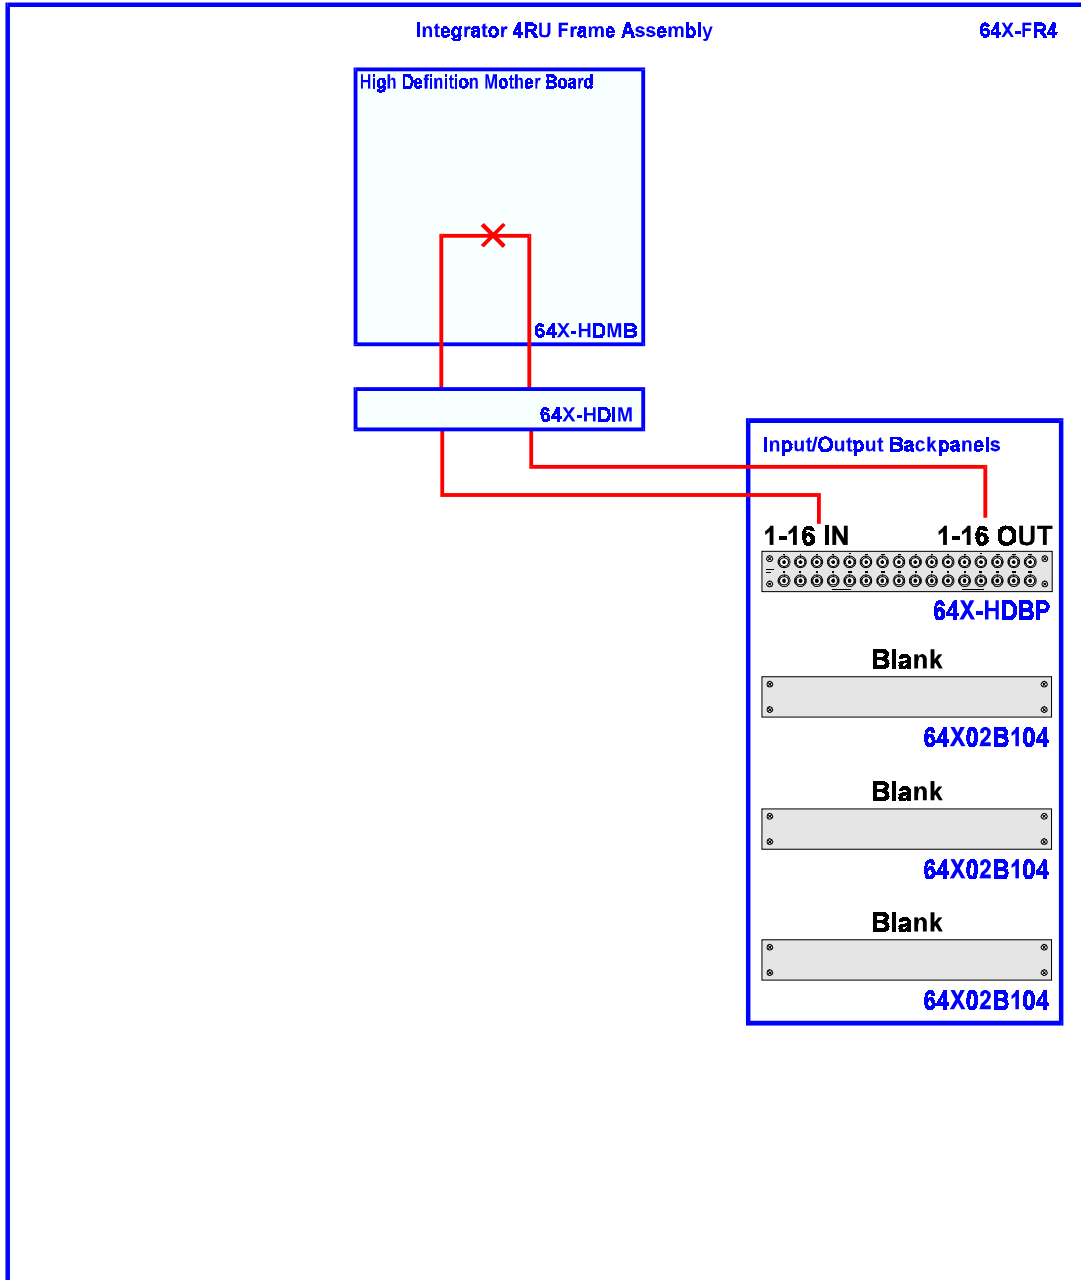 Integrator 4RU Frame Assembly 64X-FR4
High Definition Mother Board
64X-HDMB
64X-HDIM
Input/Output Backpanels
1-16 IN 1-16 OUT
64X-HDBP
Blank
64X02B104
Blank
64X02B104
Blank
64X02B104